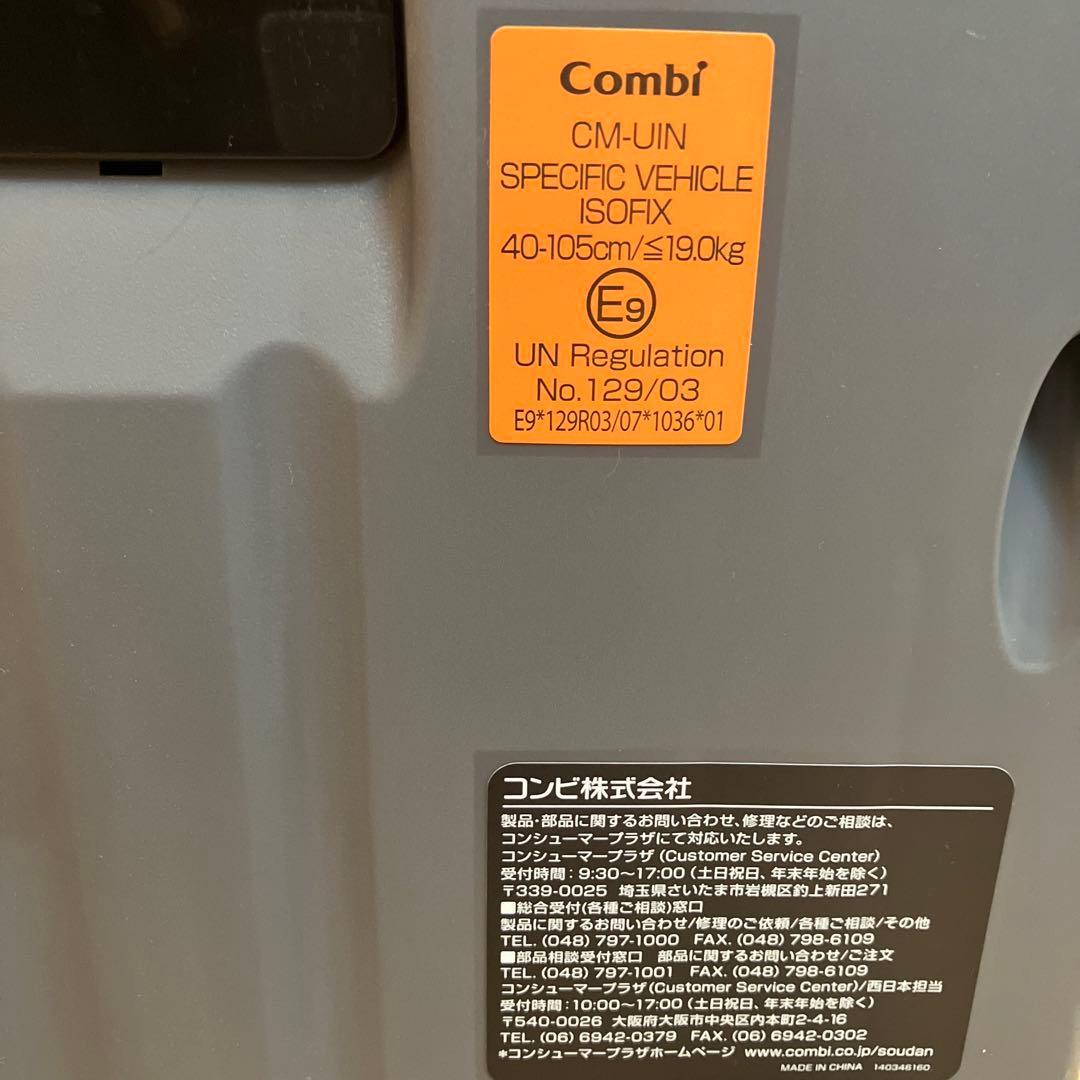 Combi
CM-UIN
SPECIFIC VEHICLE
ISOFIX
40-105cm/≦19.0kg
E9
UN Regulation
No.129/03
E9*129R03/07*1036*01
コンビ株式会社
製品・部品に関するお問い合わせ、修理などのご相談は、
コンシューマープラザにて対応いたします。
コンシューマープラザ (Customer Service Center)
受付時間：9:30〜17:00 (土日祝日、年末年始を除く)
〒339-0025 埼玉県さいたま市岩槻区釣上新田271
■総合受付(各種ご相談)窓口
製品に関するお問い合わせ/修理のご依頼/各種ご相談/その他
TEL. (048) 797-1000 FAX. (048) 798-6109
■部品相談受付窓口 部品に関するお問い合わせ/ご注文
TEL. (048) 797-1001 FAX. (048) 798-6109
コンシューマープラザ(Customer Service Center)/西日本担当
受付時間：10:00〜17:00 (土日祝日、年末年始を除く)
〒540-0026 大阪府大阪市中央区内本町2-4-16
TEL. (06) 6942-0379 FAX. (06) 6942-0302
*コンシューマープラザホームページ www.combi.co.jp/soudan
MADE IN CHINA 140346160